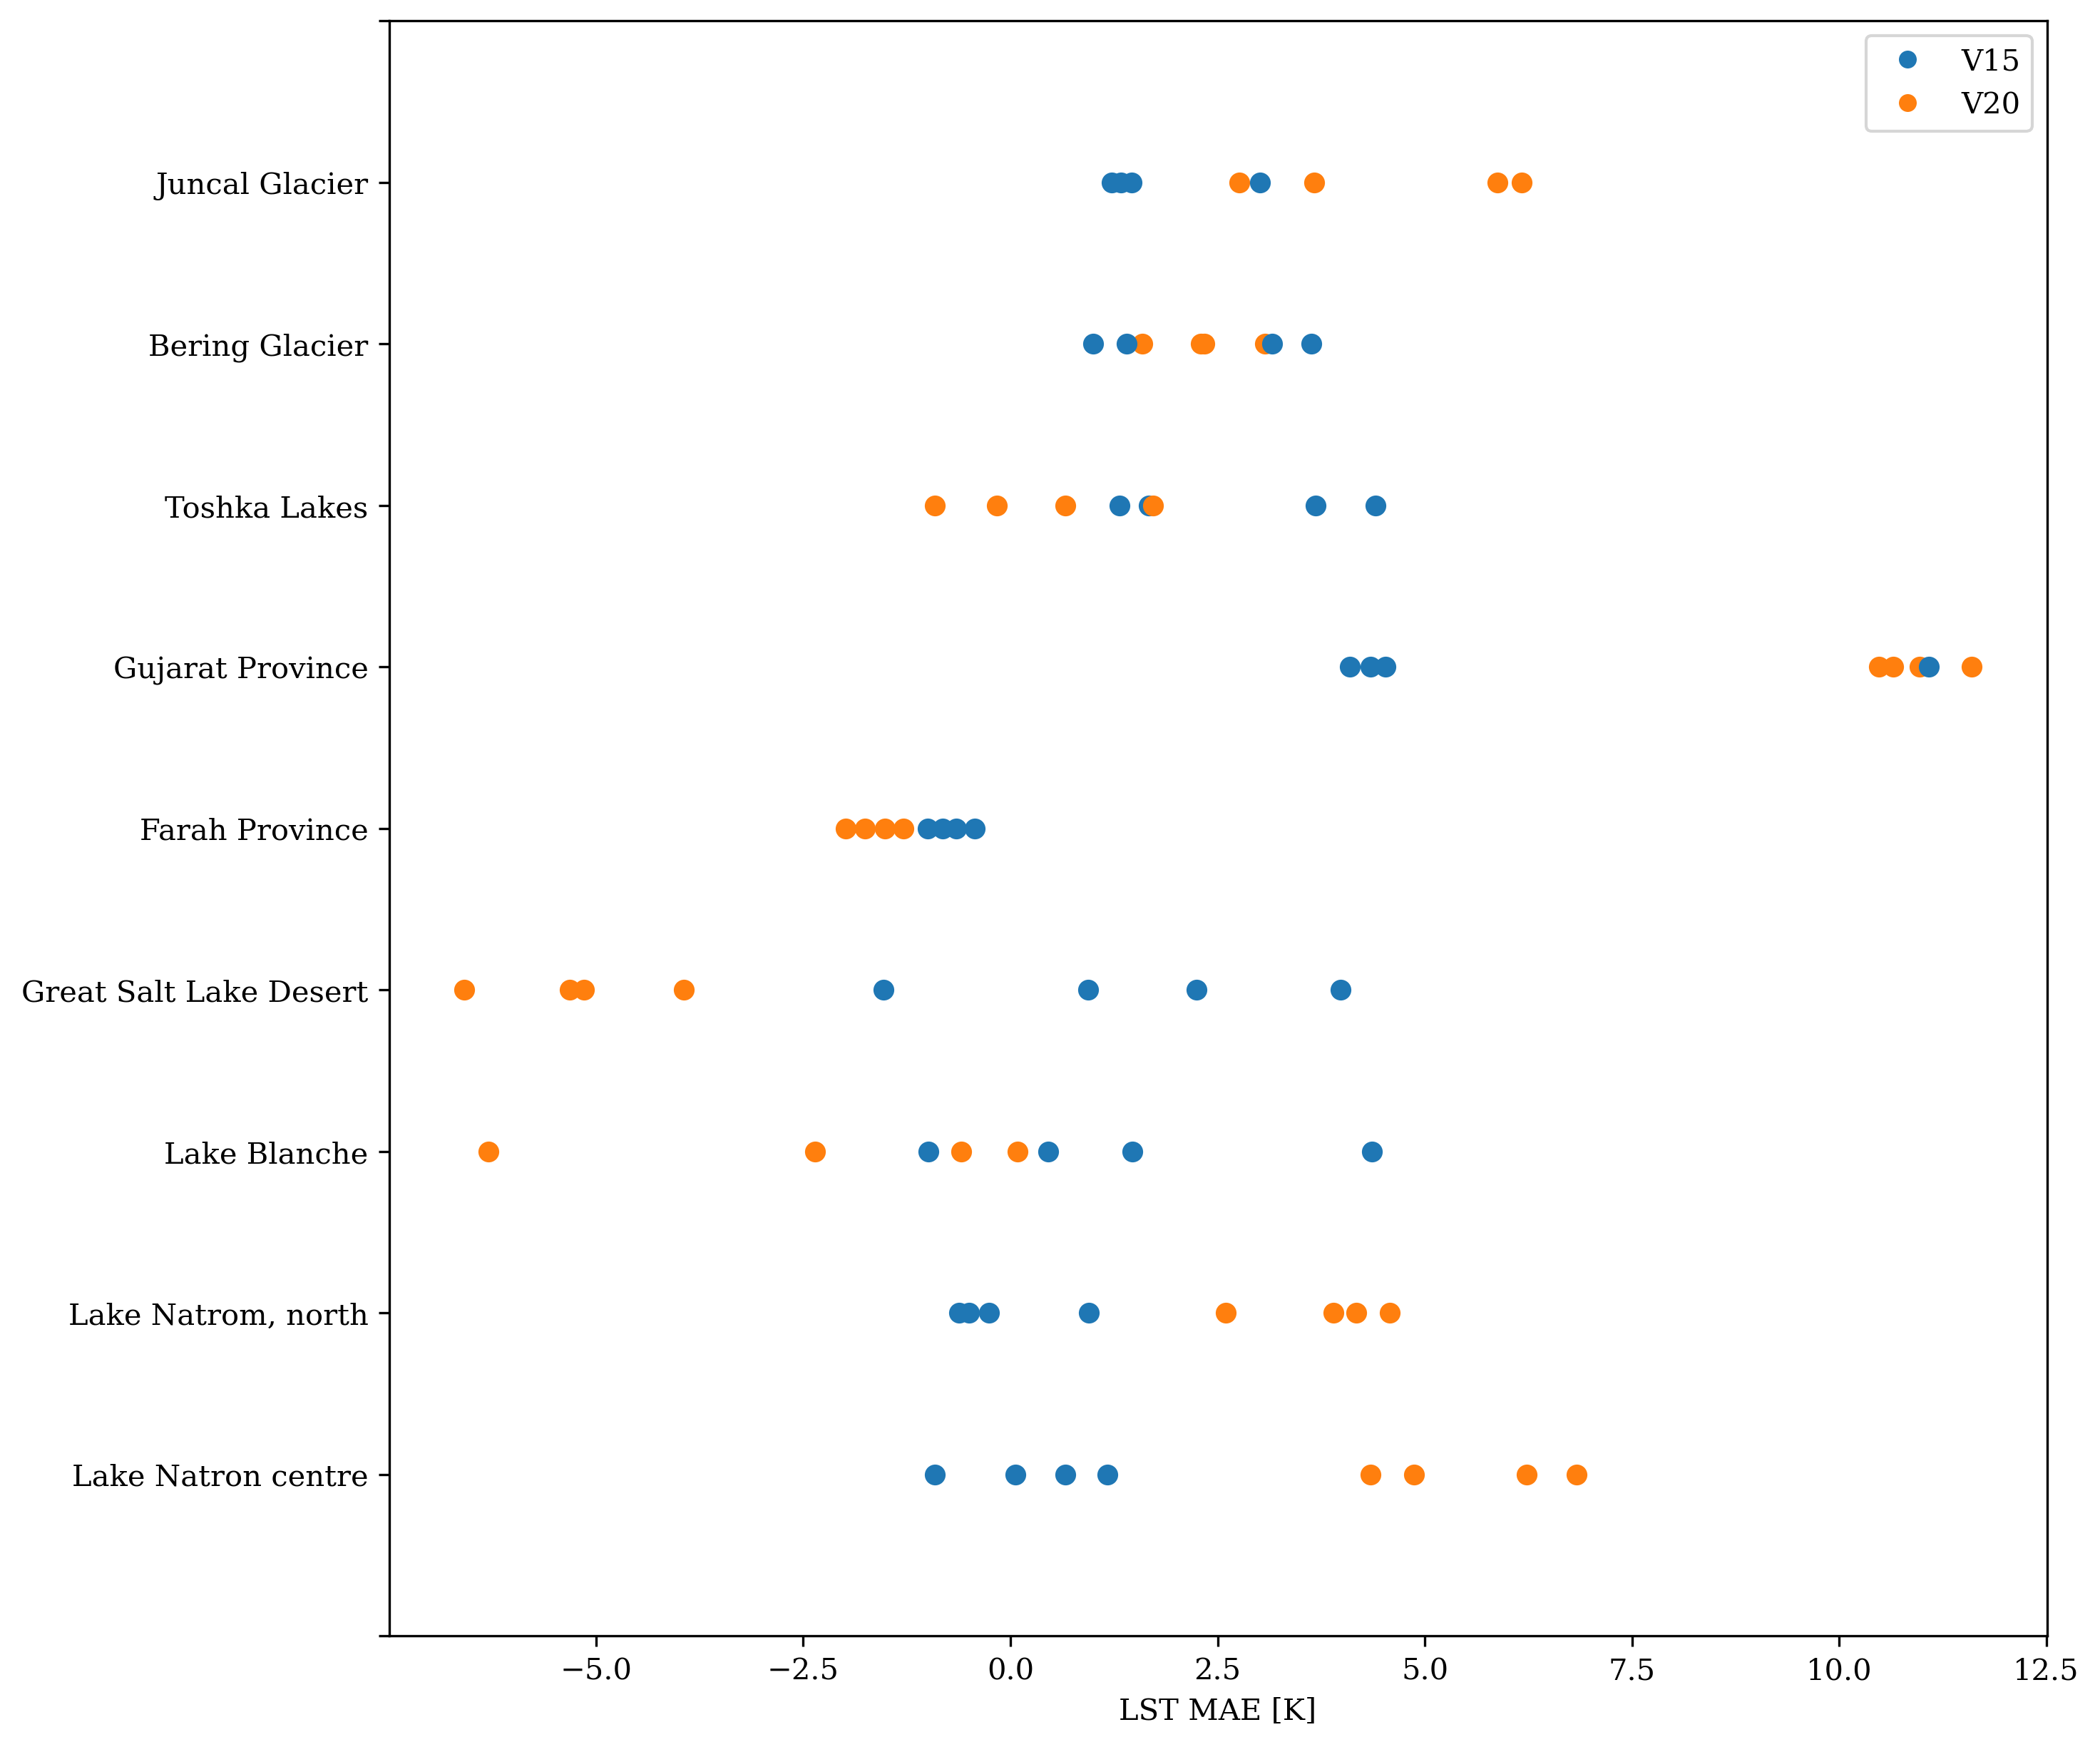 V15
V20
Juncal Glacier
Bering Glacier
Toshka Lakes
Gujarat Province
Farah Province
Great Salt Lake Desert
Lake Blanche
Lake Natrom, north
Lake Natron centre
−5.0 −2.5 0.0 2.5 5.0 7.5 10.0 12.5
LST MAE [K]